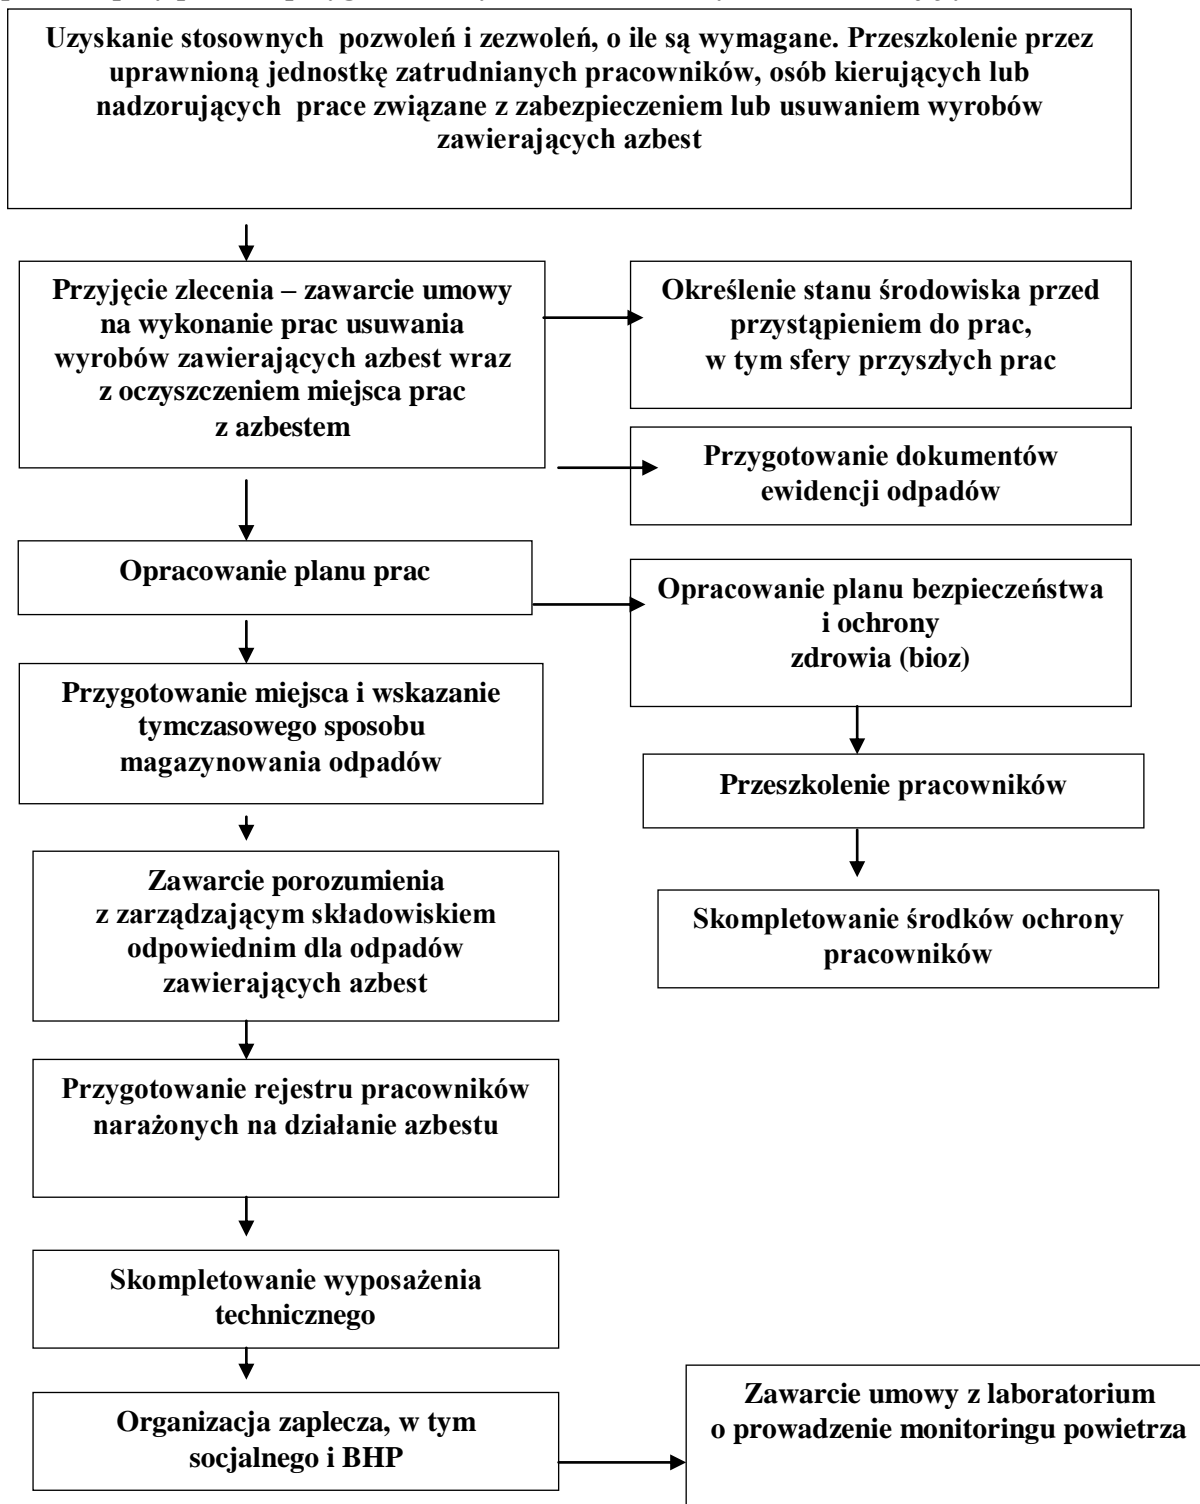 Uzyskanie stosownych pozwoleń i zezwoleń, o ile są wymagane. Przeszkolenie przez
uprawnioną jednostkę zatrudnianych pracowników, osób kierujących lub
nadzorujących prace związane z zabezpieczeniem lub usuwaniem wyrobów
zawierających azbest
Przyjęcie zlecenia – zawarcie umowy
na wykonanie prac usuwania
wyrobów zawierających azbest wraz
z oczyszczeniem miejsca prac
z azbestem
Określenie stanu środowiska przed
przystąpieniem do prac,
w tym sfery przyszłych prac
Przygotowanie dokumentów
ewidencji odpadów
Opracowanie planu prac
Opracowanie planu bezpieczeństwa
i ochrony
zdrowia (bioz)
Przygotowanie miejsca i wskazanie
tymczasowego sposobu
magazynowania odpadów
Przeszkolenie pracowników
Zawarcie porozumienia
z zarządzającym składowiskiem
odpowiednim dla odpadów
zawierających azbest
Skompletowanie środków ochrony
pracowników
Przygotowanie rejestru pracowników
narażonych na działanie azbestu
Skompletowanie wyposażenia
technicznego
Organizacja zaplecza, w tym
socjalnego i BHP
Zawarcie umowy z laboratorium
o prowadzenie monitoringu powietrza